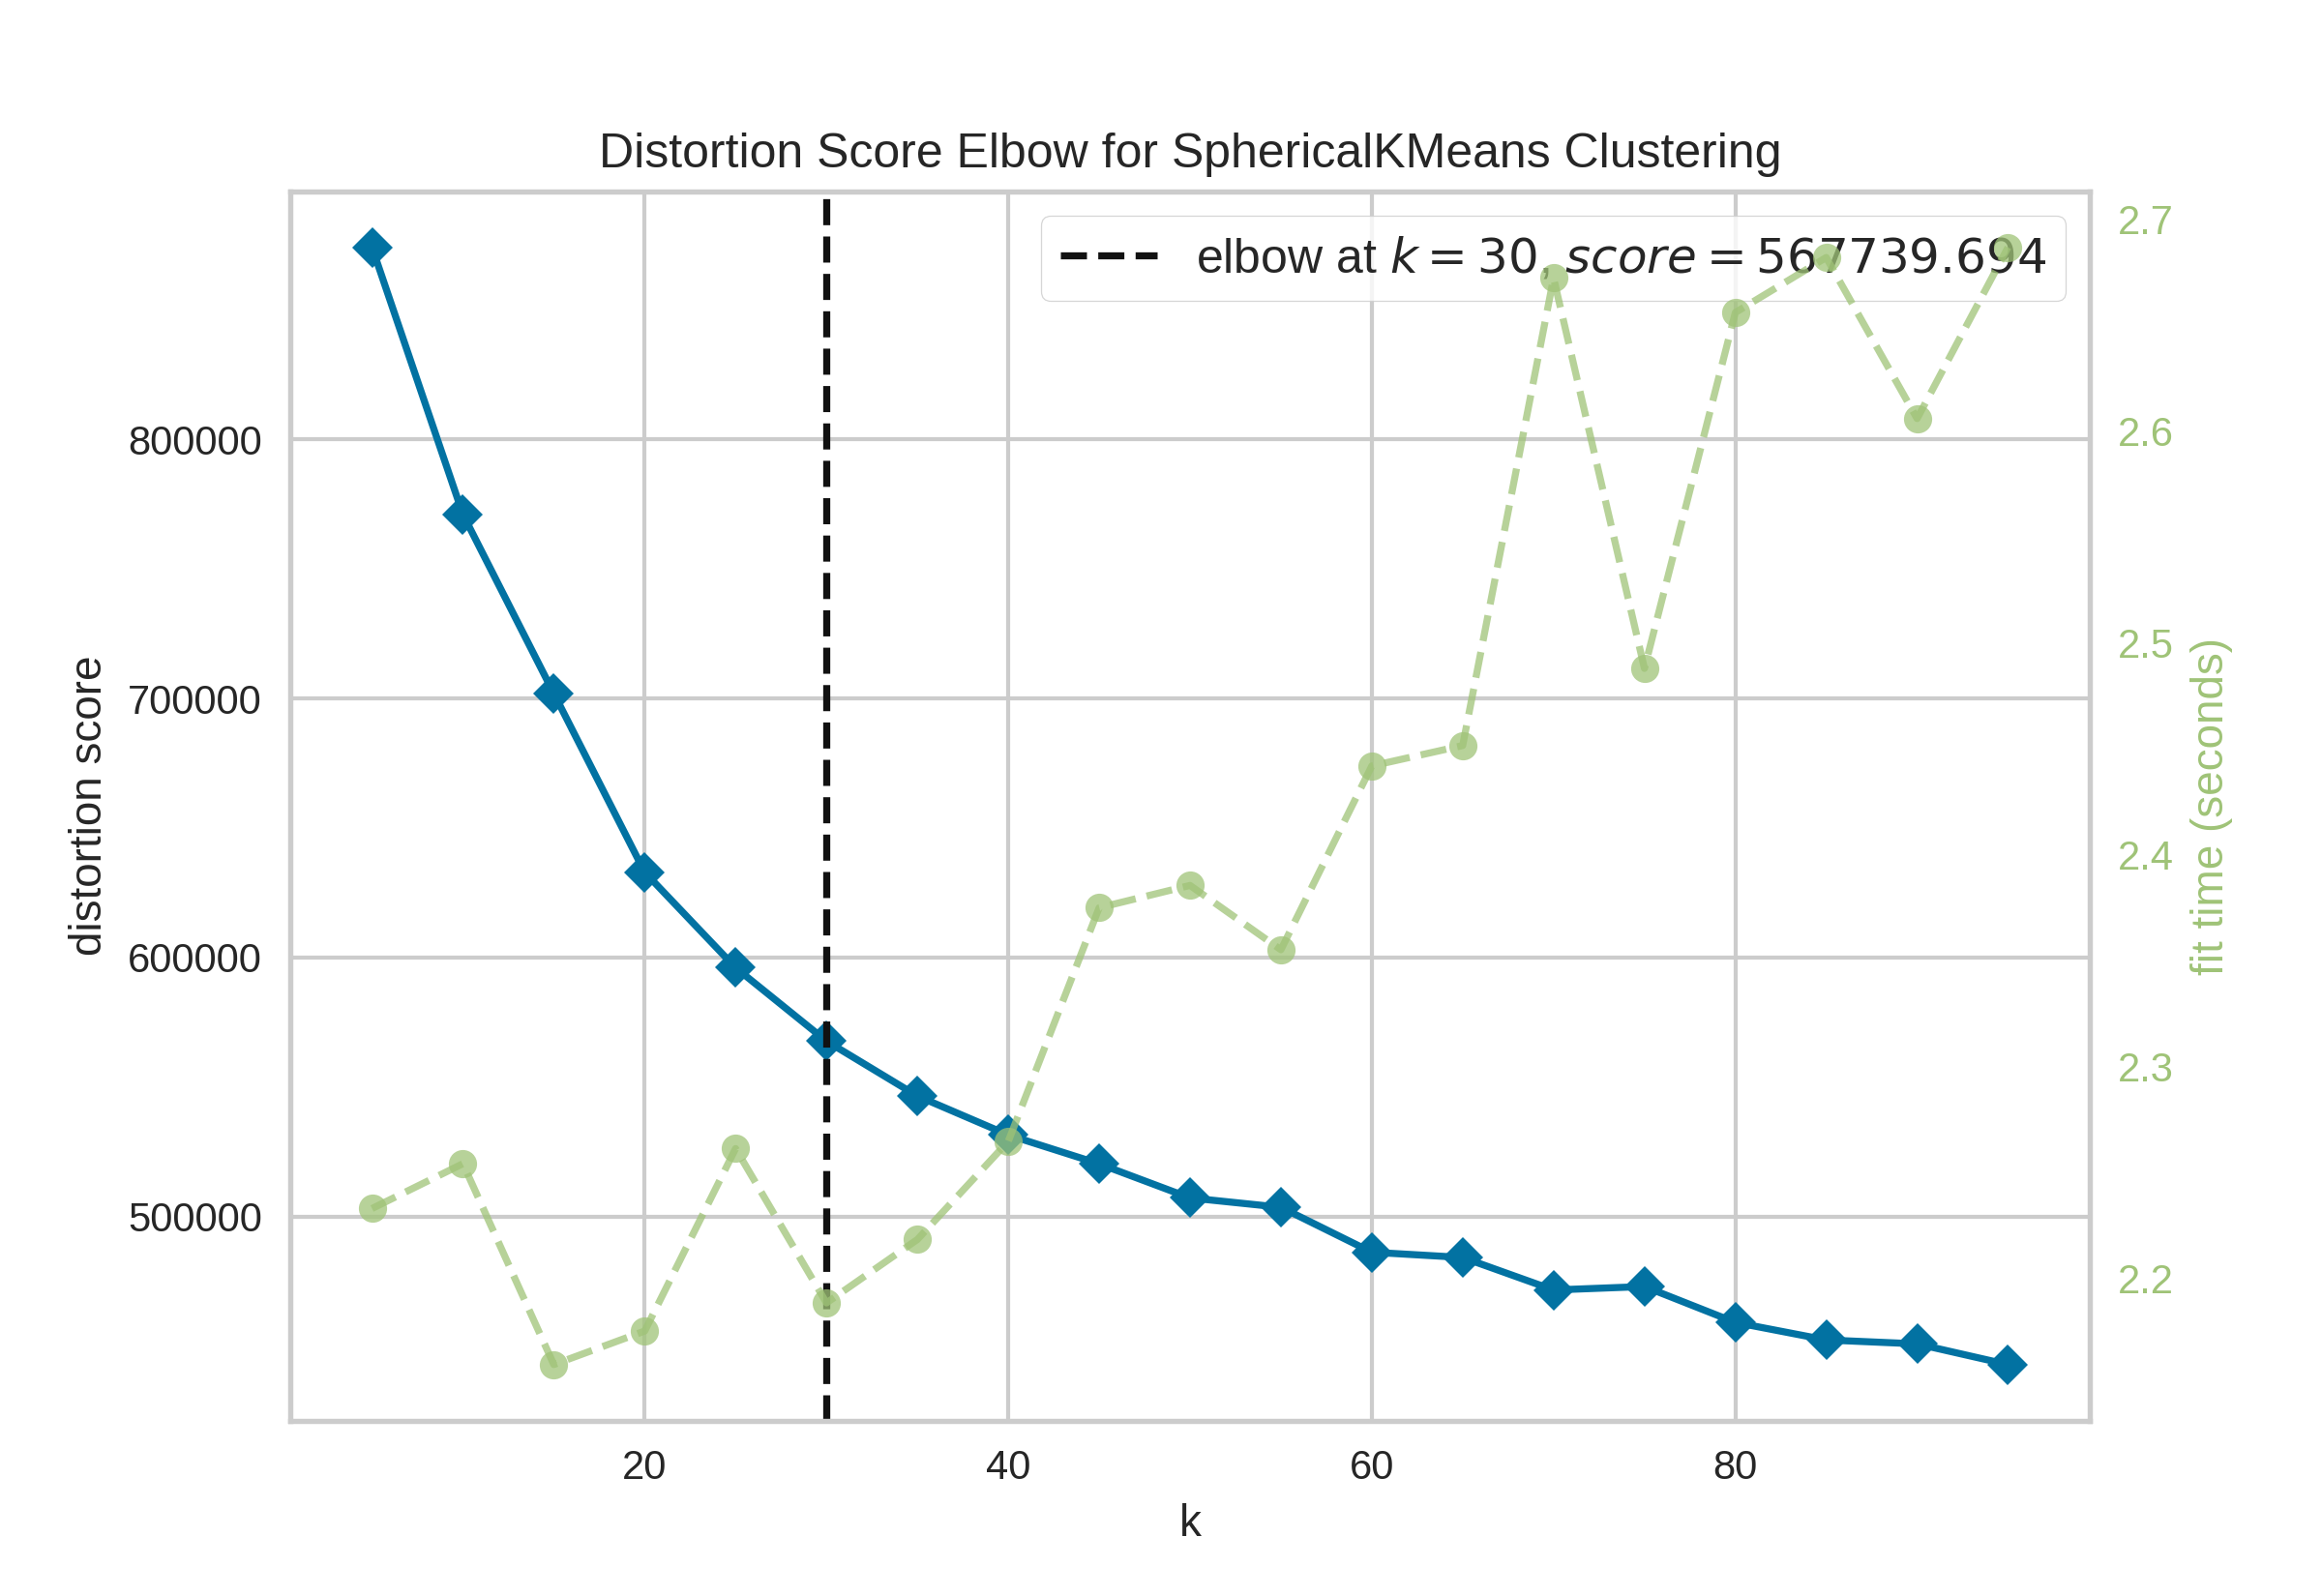 Distortion Score Elbow for SphericalKMeans Clustering
elbow at k = 30, score = 567739.694
distortion score
800000
700000
600000
500000
20 40 60 80
k
2.7
2.6
2.5
2.4
2.3
2.2
fit time (seconds)